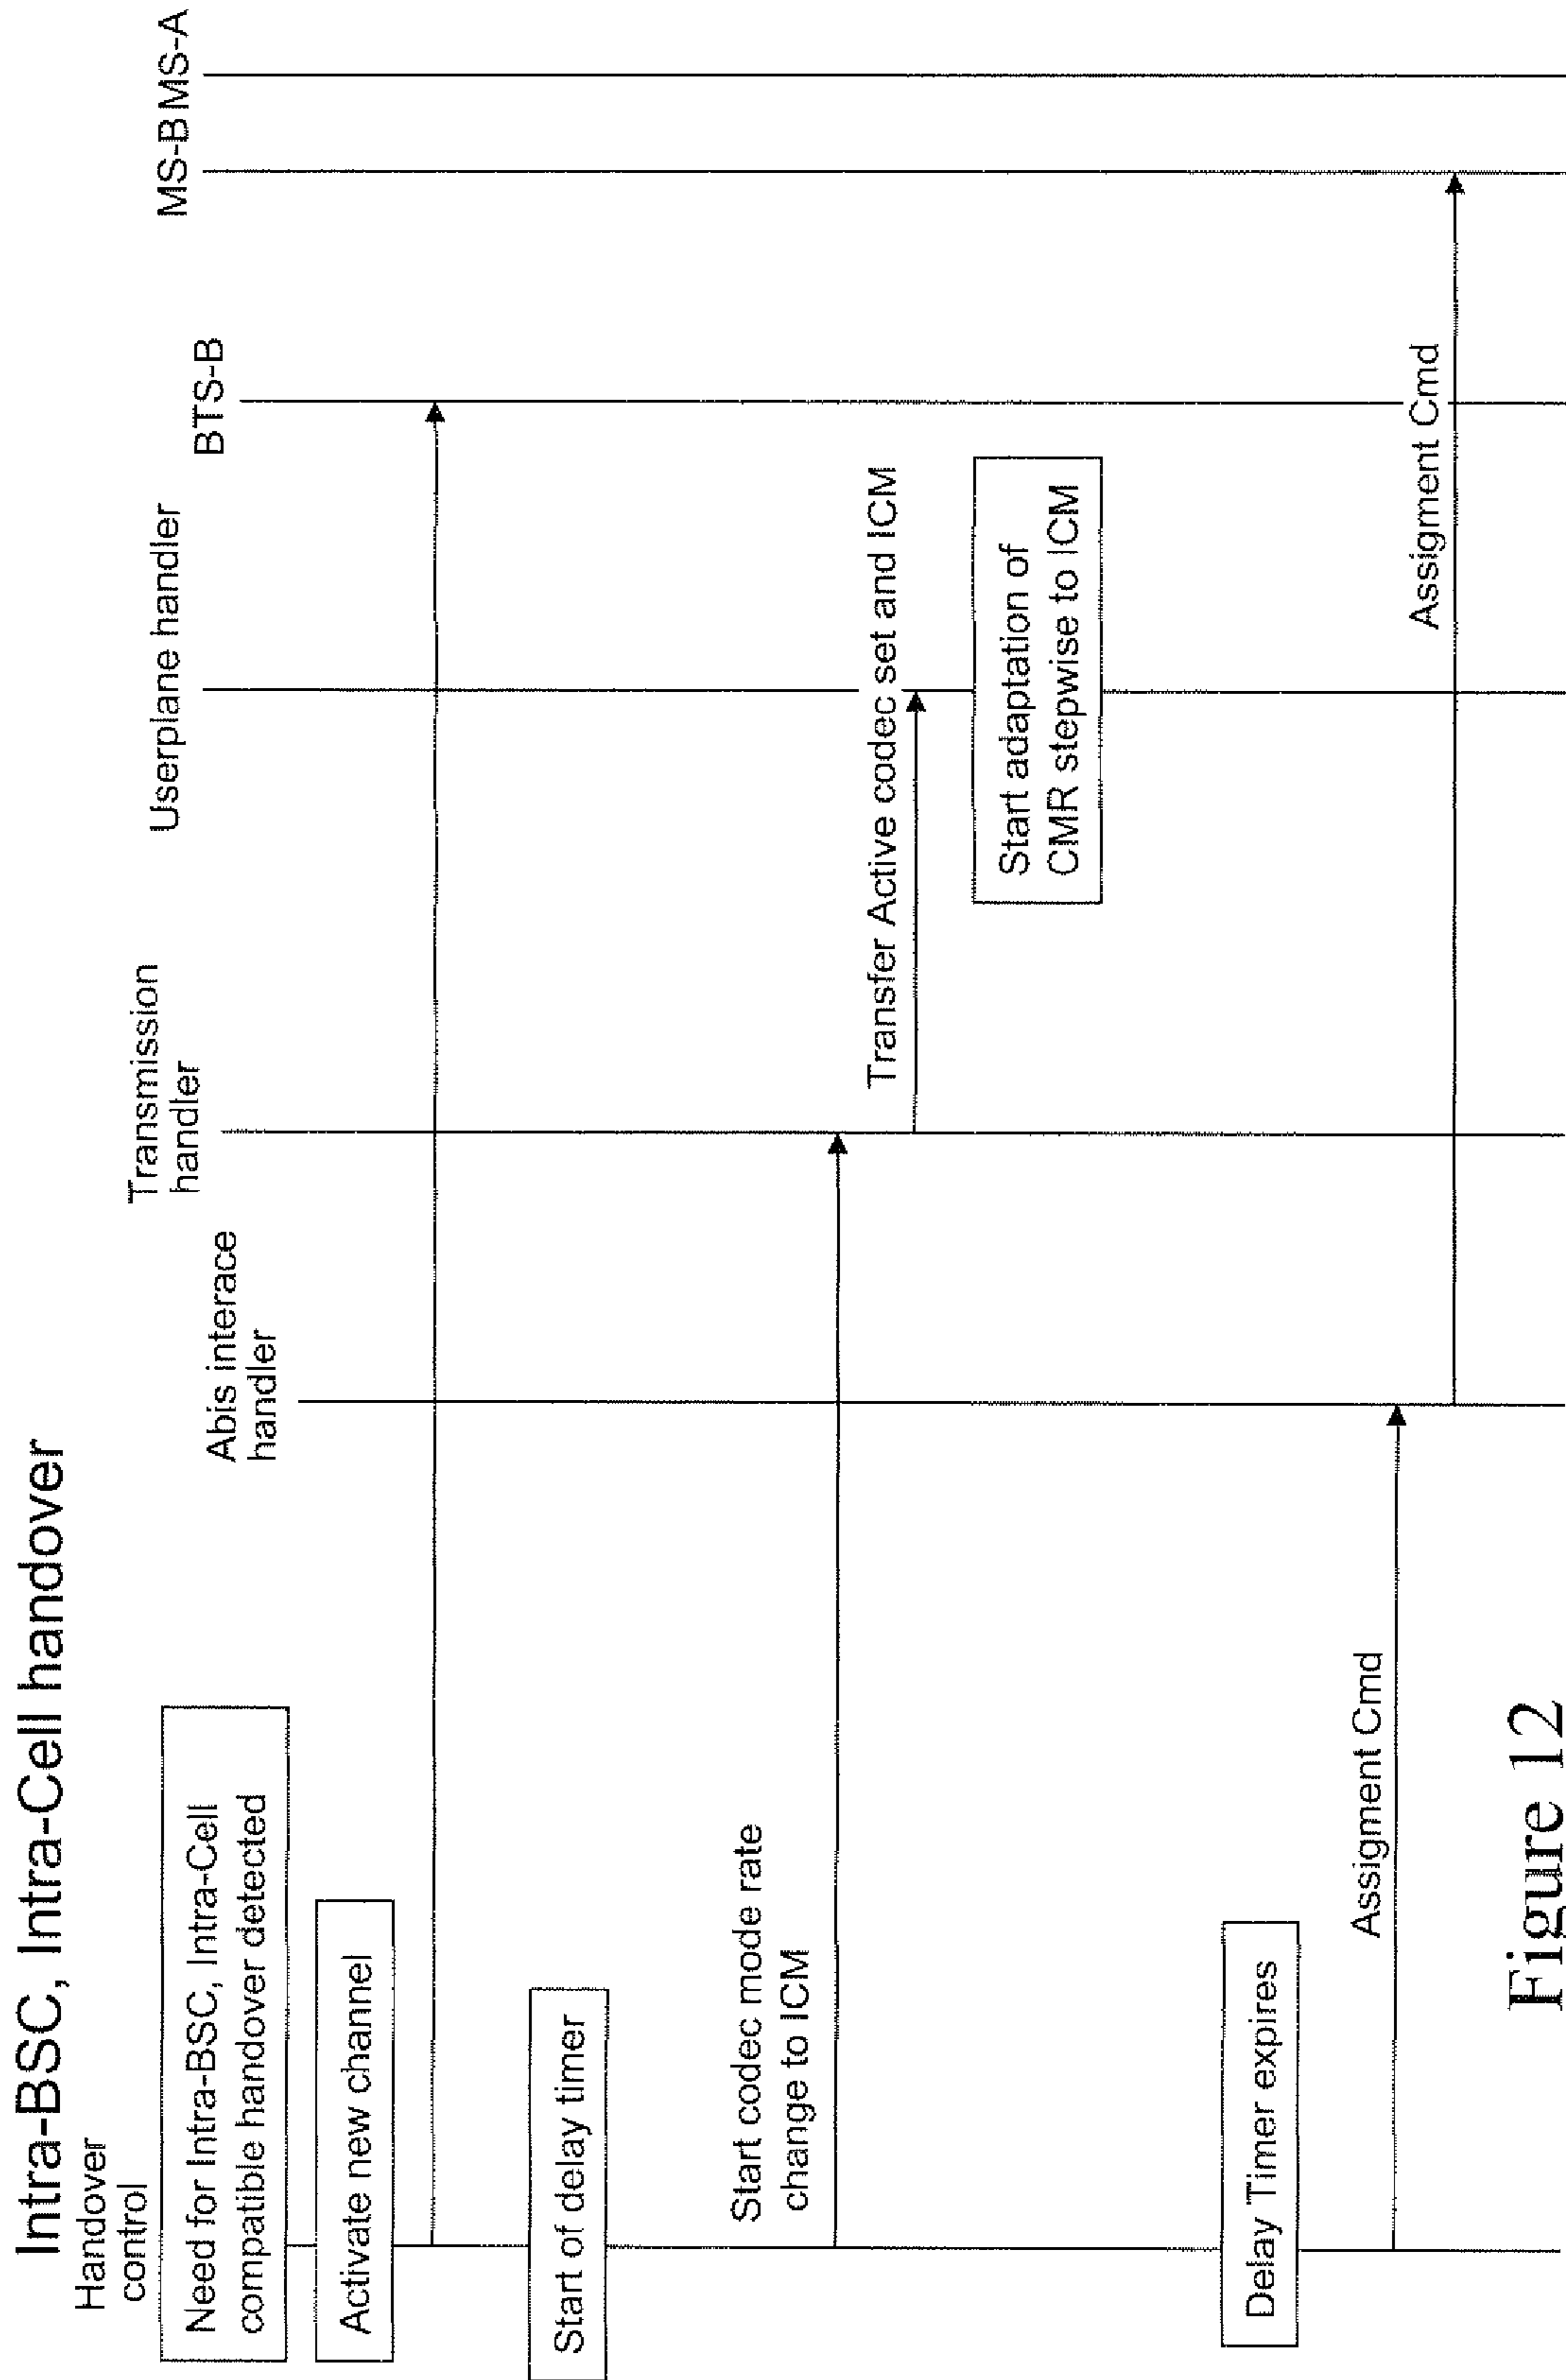 Intra-BSC, Intra-Cell handover
Handover
control
Abis interace
handler
Transmission
handler
Userplane handler
BTS-B
MS-B
MS-A
Need for Intra-BSC, Intra-Cell
compatible handover detected
Activate new channel
Start of delay timer
Start codec mode rate
change to ICM
Transfer Active codec set and ICM
Start adaptation of
CMR stepwise to ICM
Delay Timer expires
Assigment Cmd
Assigment Cmd
Figure 12